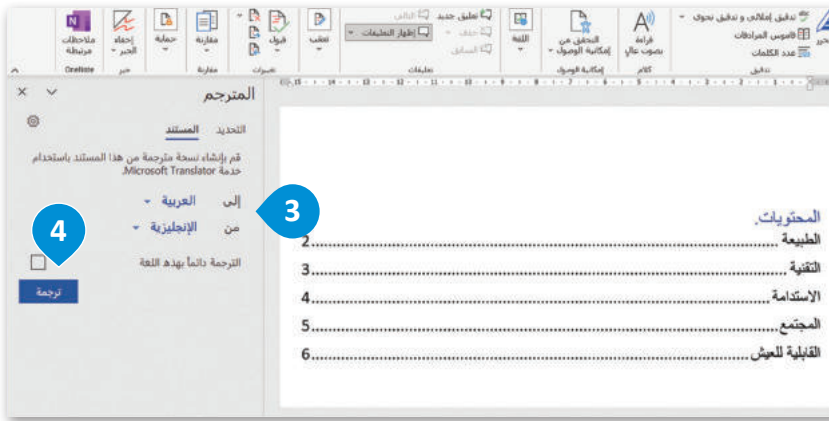 تدقيق إملائي و تدقيق نحوي
قاموس المرادفات
عدد الكلمات
تدقيق
قراءة
بصوت عالٍ
كلام
التحقق من
إمكانية الوصول
إمكانية الوصول
اللغة
تعليق جديد
التالي
حذف
السابق
إظهار التعليقات
تعليقات
تعقب
قبول
تغييرات
مقارنة
مقارنة
حماية
إخفاء
الحبر
حبر
ملاحظات
مرتبطة
OneNote
المترجم
التحديد المستند
قم بإنشاء نسخة مترجمة من هذا المستند باستخدام
خدمة Microsoft Translator.
إلى العربية
من الإنجليزية
الترجمة دائماً بهذه اللغة
ترجمة
3
4
المحتويات.
الطبيعة ............ 2
التقنية ............ 3
الاستدامة ............ 4
المجتمع ............ 5
القابلية للعيش ............ 6